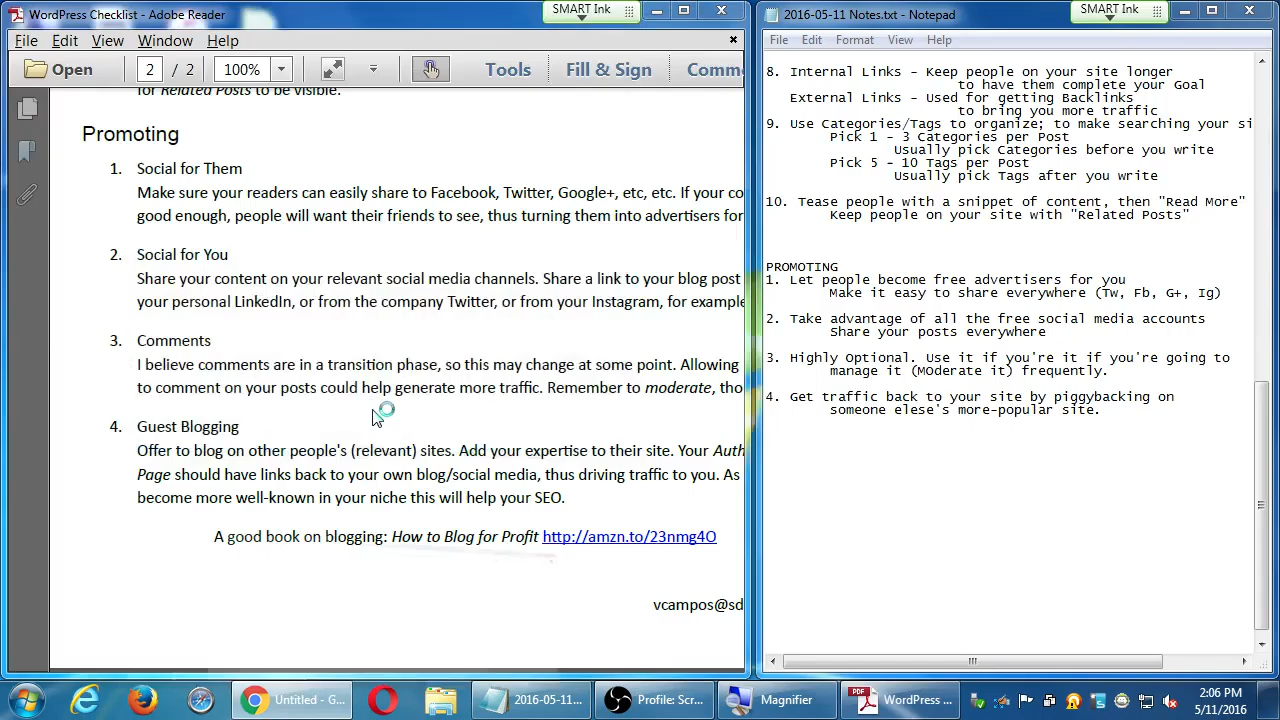 WordPress Checklist - Adobe Reader
SMART Ink
File Edit View Window Help
Open 2 / 2 100% Tools Fill & Sign Comm
for Related Posts to be visible.
Promoting
1. Social for Them
Make sure your readers can easily share to Facebook, Twitter, Google+, etc, etc. If your co
good enough, people will want their friends to see, thus turning them into advertisers for
2. Social for You
Share your content on your relevant social media channels. Share a link to your blog post
your personal LinkedIn, or from the company Twitter, or from your Instagram, for example
3. Comments
I believe comments are in a transition phase, so this may change at some point. Allowing
to comment on your posts could help generate more traffic. Remember to moderate, tho
4. Guest Blogging
Offer to blog on other people's (relevant) sites. Add your expertise to their site. Your Auth
Page should have links back to your own blog/social media, thus driving traffic to you. As
become more well-known in your niche this will help your SEO.
A good book on blogging: How to Blog for Profit http://amzn.to/23nmg4O
vcampos@sd
2016-05-11 Notes.txt - Notepad
SMART Ink
File Edit Format View Help
8. Internal Links - Keep people on your site longer
to have them complete your Goal
External Links - Used for getting Backlinks
to bring you more traffic
9. Use Categories/Tags to organize; to make searching your si
Pick 1 - 3 Categories per Post
Usually pick Categories before you write
Pick 5 - 10 Tags per Post
Usually pick Tags after you write
10. Tease people with a snippet of content, then "Read More"
Keep people on your site with "Related Posts"
PROMOTING
1. Let people become free advertisers for you
Make it easy to share everywhere (Tw, Fb, G+, Ig)
2. Take advantage of all the free social media accounts
Share your posts everywhere
3. Highly Optional. Use it if you're it if you're going to
manage it (MOderate it) frequently.
4. Get traffic back to your site by piggybacking on
someone elese's more-popular site.
Untitled - G... 2016-05-11... Profile: Scr... Magnifier PDF WordPress ...
2:06 PM
5/11/2016